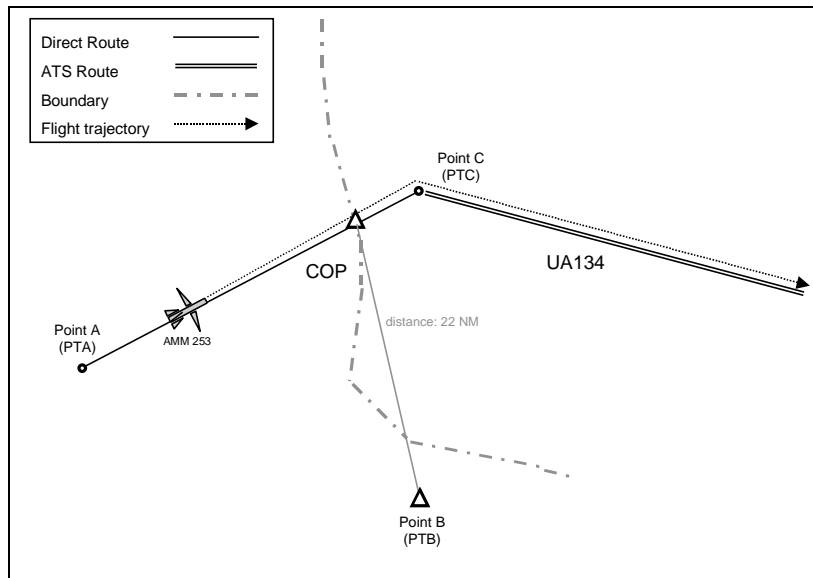 Direct Route
ATS Route
Boundary
Flight trajectory
Point C
(PTC)
UA134
COP
distance: 22 NM
Point A
(PTA)
AMM 253
Point B
(PTB)